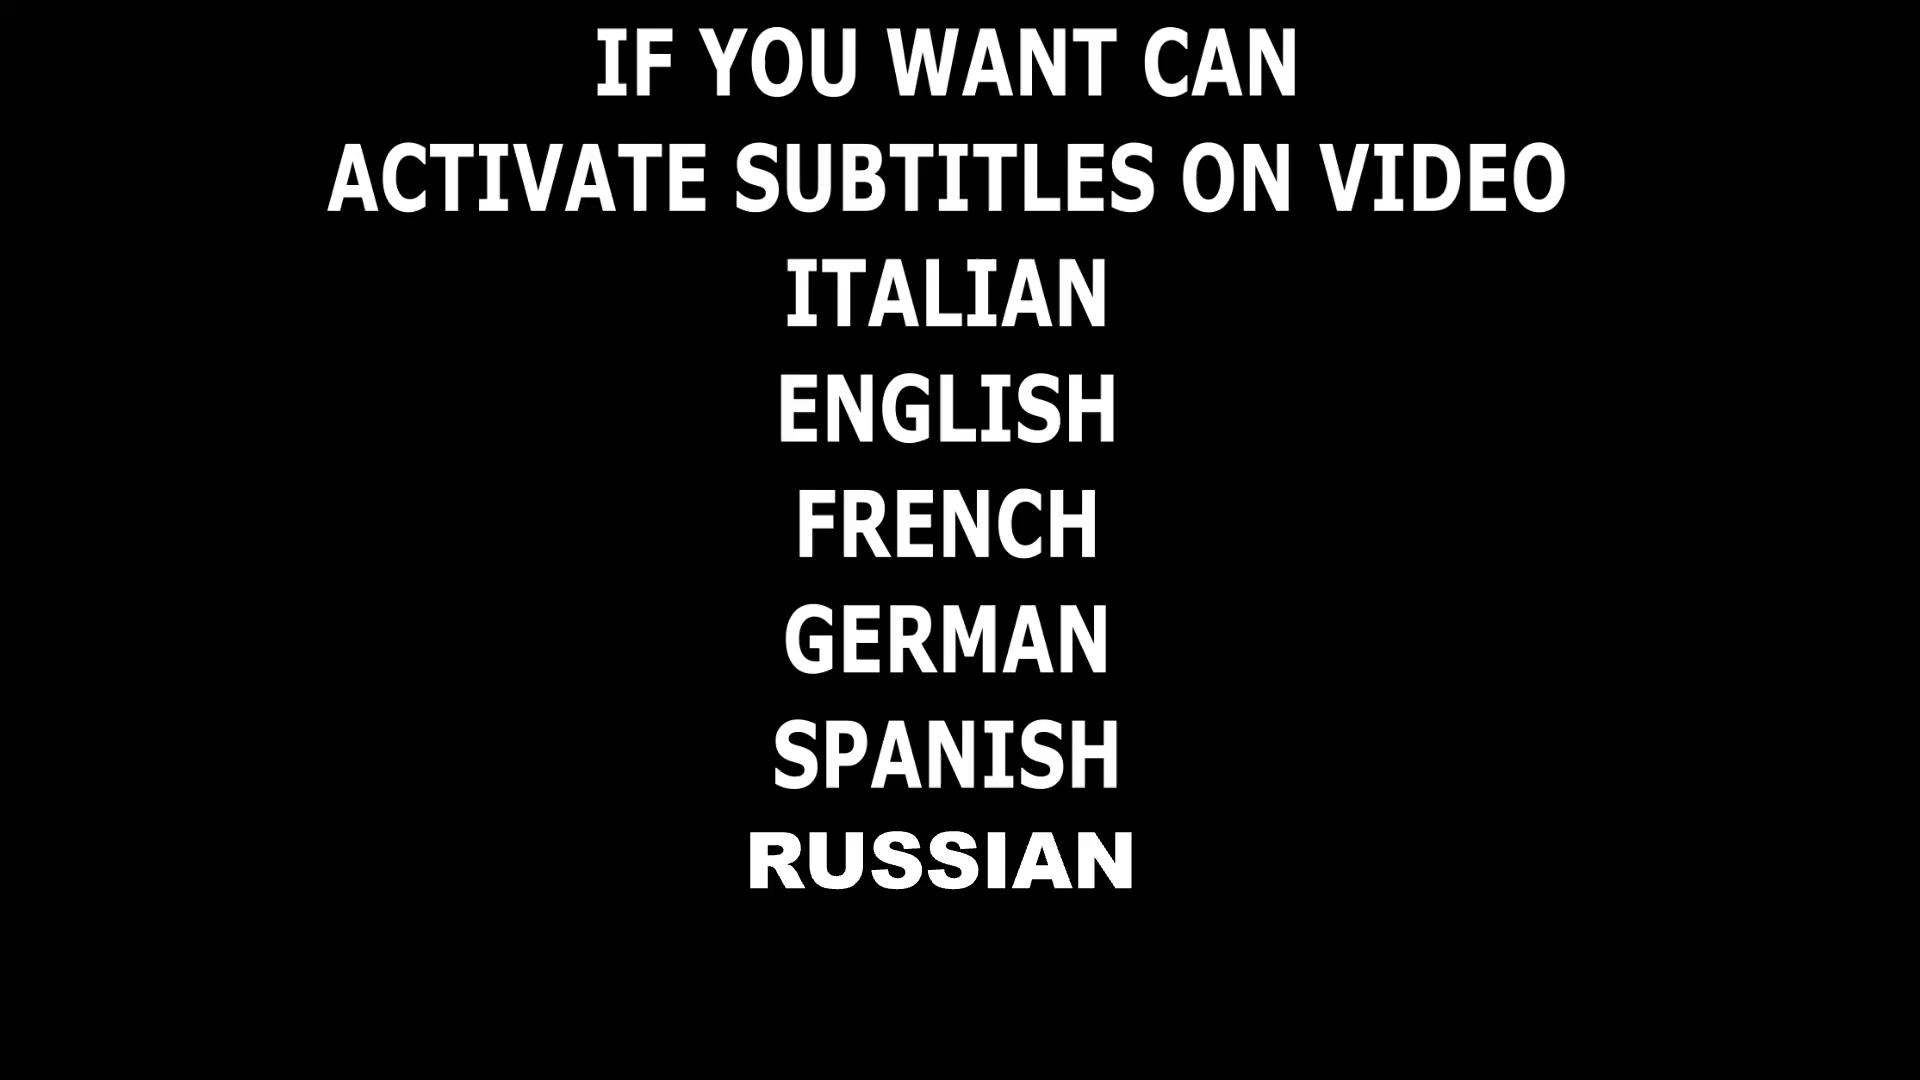 IF YOU WANT CAN
ACTIVATE SUBTITLES ON VIDEO
ITALIAN
ENGLISH
FRENCH
GERMAN
SPANISH
RUSSIAN